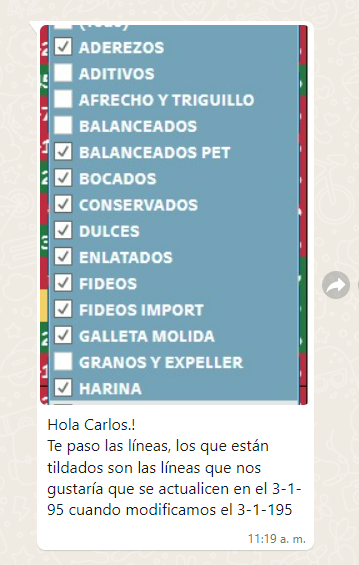 ADEREZOS
ADITIVOS
AFRECHO Y TRIGUILLO
BALANCEADOS
BALANCEADOS PET
BOCADOS
CONSERVADOS
DULCES
ENLATADOS
FIDEOS
FIDEOS IMPORT
GALLETA MOLIDA
GRANOS Y EXPELLER
HARINA
Hola Carlos.!
Te paso las líneas, los que están
tildados son las líneas que nos
gustaría que se actualicen en el 3-1-
95 cuando modificamos el 3-1-195
11:19 a. m.